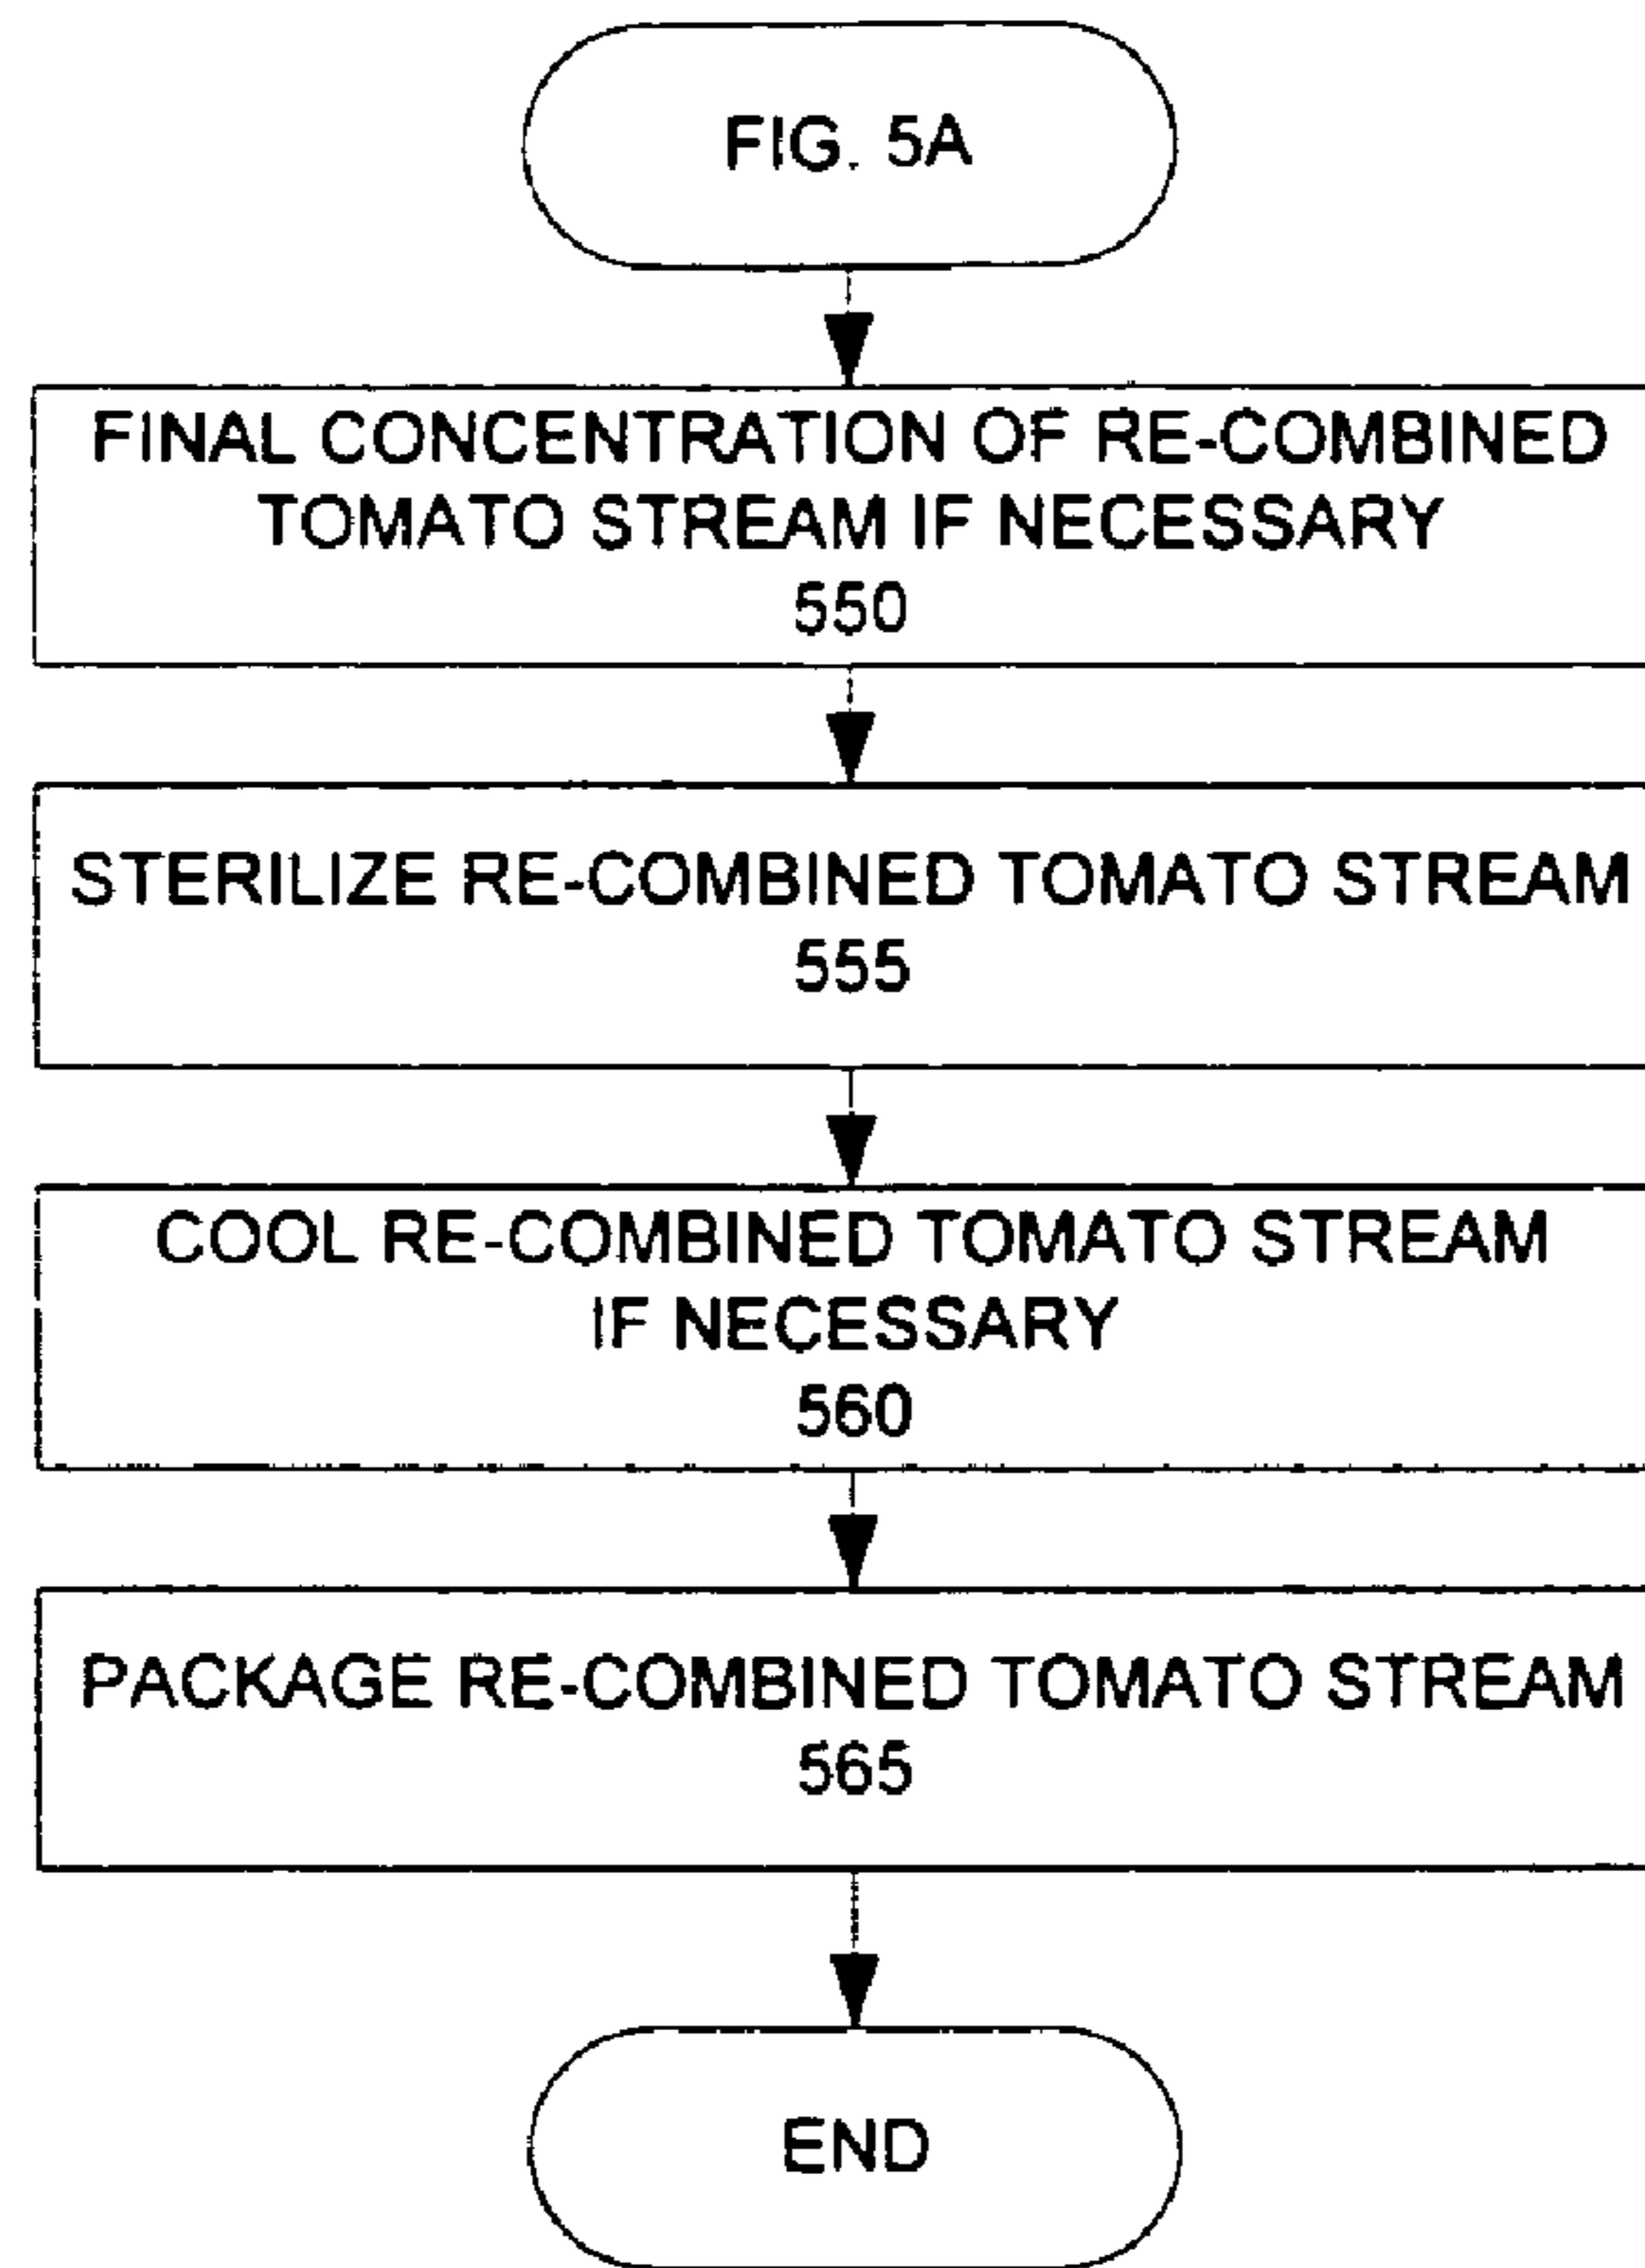 FIG. 5A
FINAL CONCENTRATION OF RE-COMBINED
TOMATO STREAM IF NECESSARY
550
STERILIZE RE-COMBINED TOMATO STREAM
555
COOL RE-COMBINED TOMATO STREAM
IF NECESSARY
560
PACKAGE RE-COMBINED TOMATO STREAM
565
END